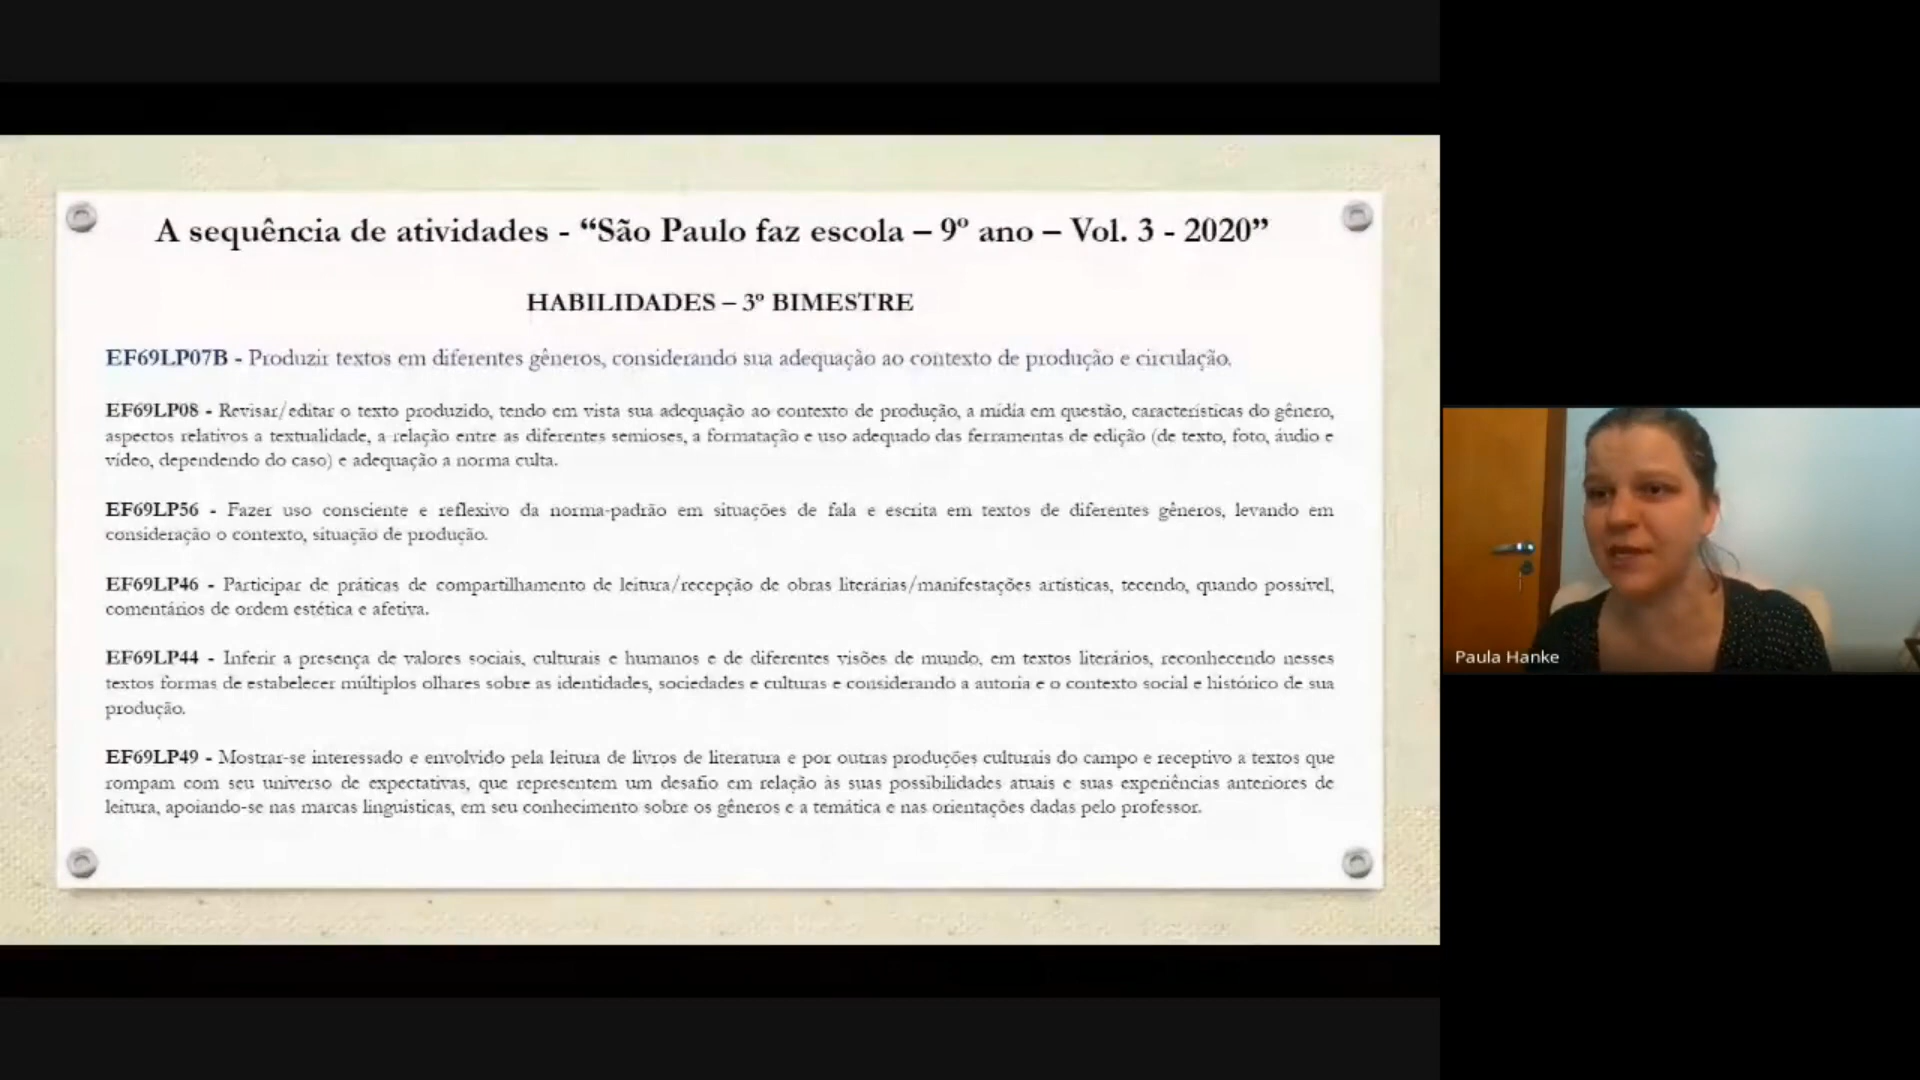 A sequência de atividades - “São Paulo faz escola – 9º ano – Vol. 3 - 2020”
HABILIDADES – 3º BIMESTRE
EF69LP07B - Produzir textos em diferentes gêneros, considerando sua adequação ao contexto de produção e circulação.
EF69LP08 - Revisar/editar o texto produzido, tendo em vista sua adequação ao contexto de produção, a mídia em questão, características do gênero,
aspectos relativos a textualidade, a relação entre as diferentes semioses, a formatação e uso adequado das ferramentas de edição (de texto, foto, áudio e
vídeo, dependendo do caso) e adequação a norma culta.
EF69LP56 - Fazer uso consciente e reflexivo da norma-padrão em situações de fala e escrita em textos de diferentes gêneros, levando em
consideração o contexto, situação de produção.
EF69LP46 - Participar de práticas de compartilhamento de leitura/recepção de obras literárias/manifestações artísticas, tecendo, quando possível,
comentários de ordem estética e afetiva.
EF69LP44 - Inferir a presença de valores sociais, culturais e humanos e de diferentes visões de mundo, em textos literários, reconhecendo nesses
textos formas de estabelecer múltiplos olhares sobre as identidades, sociedades e culturas e considerando a autoria e o contexto social e histórico de sua
produção.
EF69LP49 - Mostrar-se interessado e envolvido pela leitura de livros de literatura e por outras produções culturais do campo e receptivo a textos que
rompam com seu universo de expectativas, que representem um desafio em relação às suas possibilidades atuais e suas experiências anteriores de
leitura, apoiando-se nas marcas linguísticas, em seu conhecimento sobre os gêneros e a temática e nas orientações dadas pelo professor.
Paula Hanke